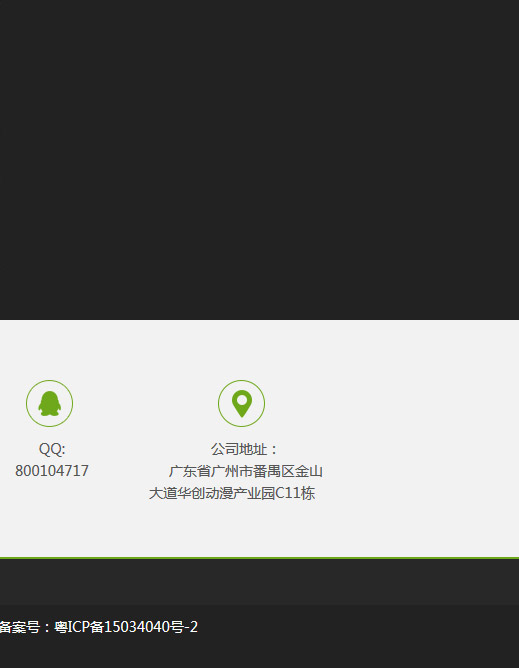 QQ:
800104717
公司地址：
广东省广州市番禺区金山
大道华创动漫产业园C11栋
备案号：粤ICP备15034040号-2